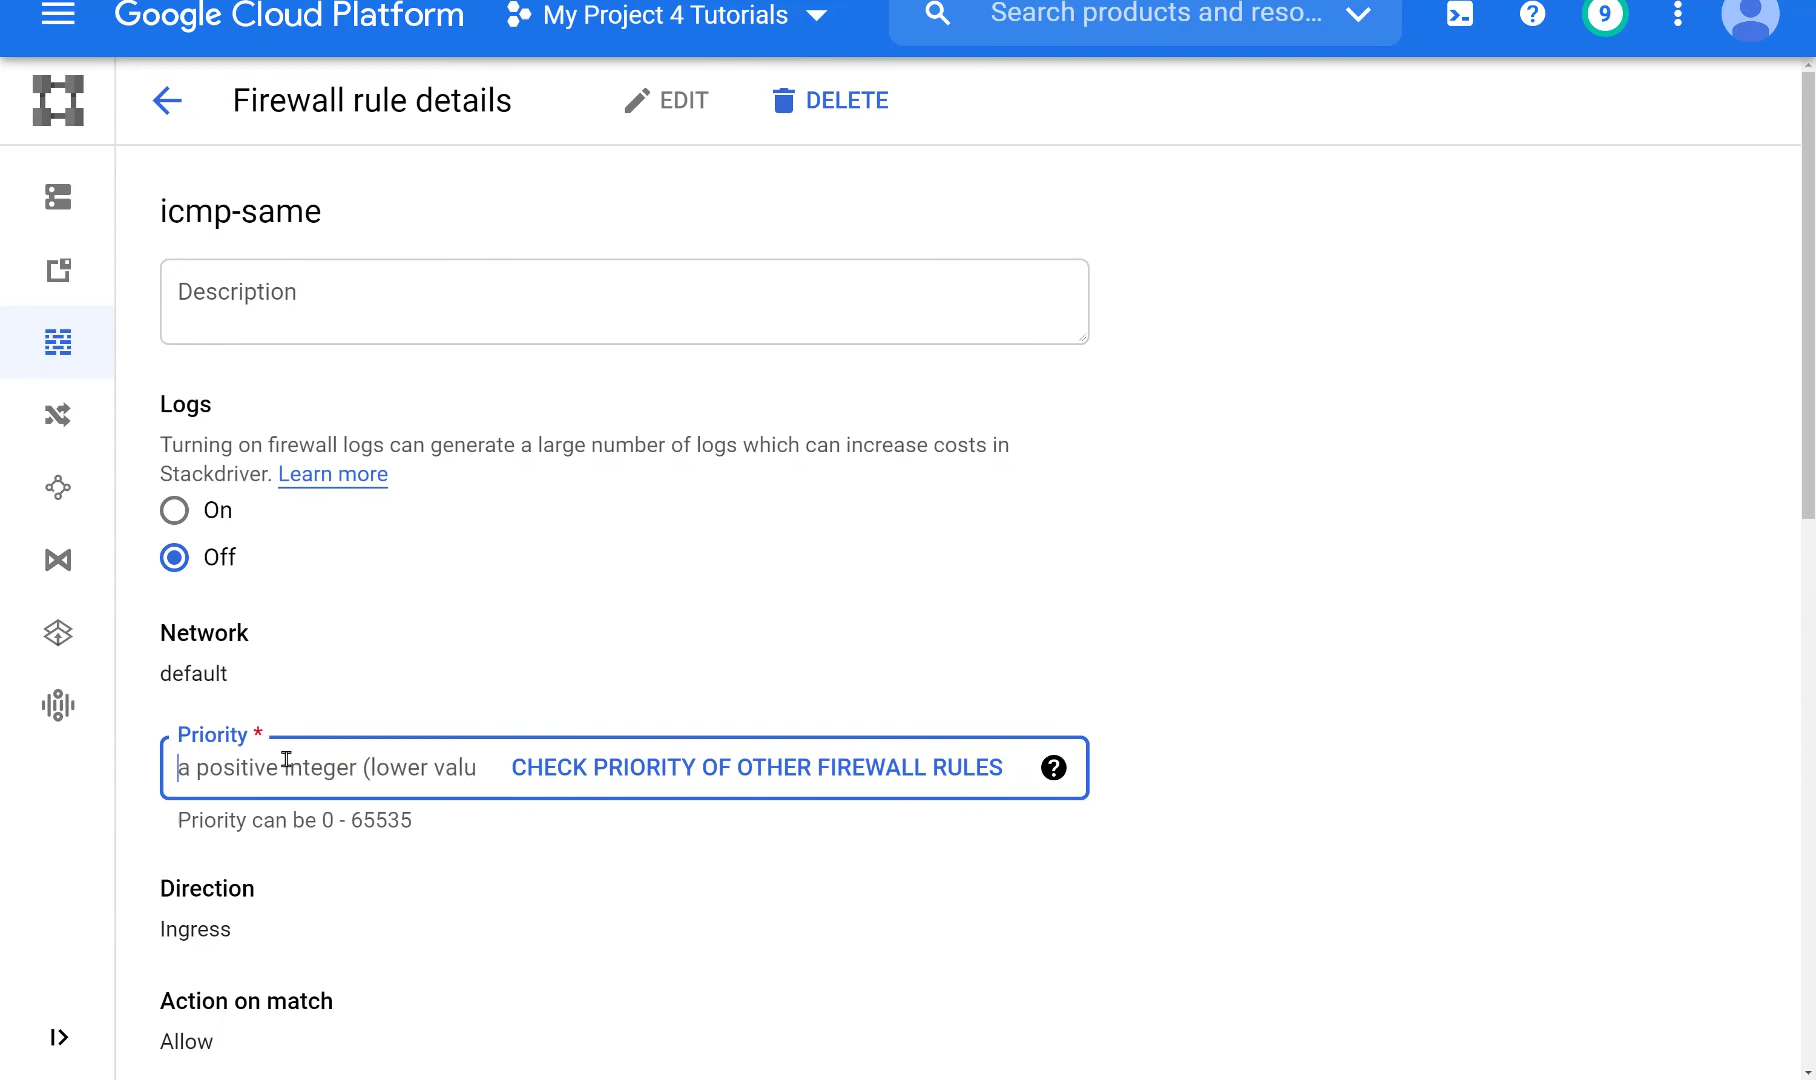 Google Cloud Platform
My Project 4 Tutorials
Search products and reso...
9
Firewall rule details
EDIT
DELETE
icmp-same
Description
Logs
Turning on firewall logs can generate a large number of logs which can increase costs in
Stackdriver. Learn more
On
Off
Network
default
Priority *
a positive integer (lower valu
CHECK PRIORITY OF OTHER FIREWALL RULES
Priority can be 0 - 65535
Direction
Ingress
Action on match
Allow